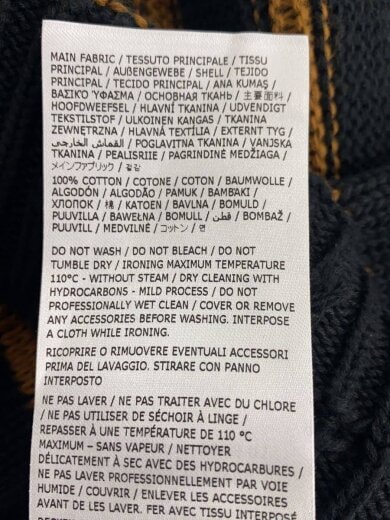 MAIN FABRIC / TESSUTO PRINCIPALE / TISSU
PRINCIPAL / AUßENGEWEBE / SHELL / TEJIDO
PRINCIPAL / TECIDO PRINCIPAL / ANA KUMAŞ /
ΒΑΣΙΚΟ ΥΦΑΣΜΑ / ОСНОВНАЯ ТКАНЬ / 主要面料 /
HOOFDWEEFSEL / HLAVNÍ TKANINA / UDVENDIGT
TEKSTILSTOF / ULKOINEN KANGAS / TKANINA
ZEWNĘTRZNA / HLAVNÁ TEXTÍLIA / EXTERNT TYG /
القماش الخارجي / POGLAVITNA TKANINA / VANJSKA
TKANINA / PEALISRIIE / PAGRINDINĖ MEDŽIAGA /
メインファブリック / 겉감
100% COTTON / COTONE / COTON / BAUMWOLLE /
ALGODÓN / ALGODÃO / PAMUK / ΒΑΜΒΑΚΙ /
ХЛОПОК / 棉 / KATOEN / BAVLNA / BOMULD /
PUUVILLA / BAWEŁNA / BOMULL / قطن / BOMBAŽ /
PUUVILL / MEDVILNĖ / コットン / 면
DO NOT WASH / DO NOT BLEACH / DO NOT
TUMBLE DRY / IRONING MAXIMUM TEMPERATURE
110°C - WITHOUT STEAM / DRY CLEANING WITH
HYDROCARBONS - MILD PROCESS / DO NOT
PROFESSIONALLY WET CLEAN / COVER OR REMOVE
ANY ACCESSORIES BEFORE WASHING. INTERPOSE
A CLOTH WHILE IRONING.
RICOPRIRE O RIMUOVERE EVENTUALI ACCESSORI
PRIMA DEL LAVAGGIO. STIRARE CON PANNO
INTERPOSTO
NE PAS LAVER / NE PAS TRAITER AVEC DU CHLORE
/ NE PAS UTILISER DE SÉCHOIR À LINGE /
REPASSER À UNE TEMPÉRATURE DE 110 °C
MAXIMUM – SANS VAPEUR / NETTOYER
DÉLICATEMENT À SEC AVEC DES HYDROCARBURES /
NE PAS LAVER PROFESSIONNELLEMENT PAR VOIE
HUMIDE / COUVRIR / ENLEVER LES ACCESSOIRES
AVANT DE LES LAVER. FER AVEC TISSU INTERPOSÉ